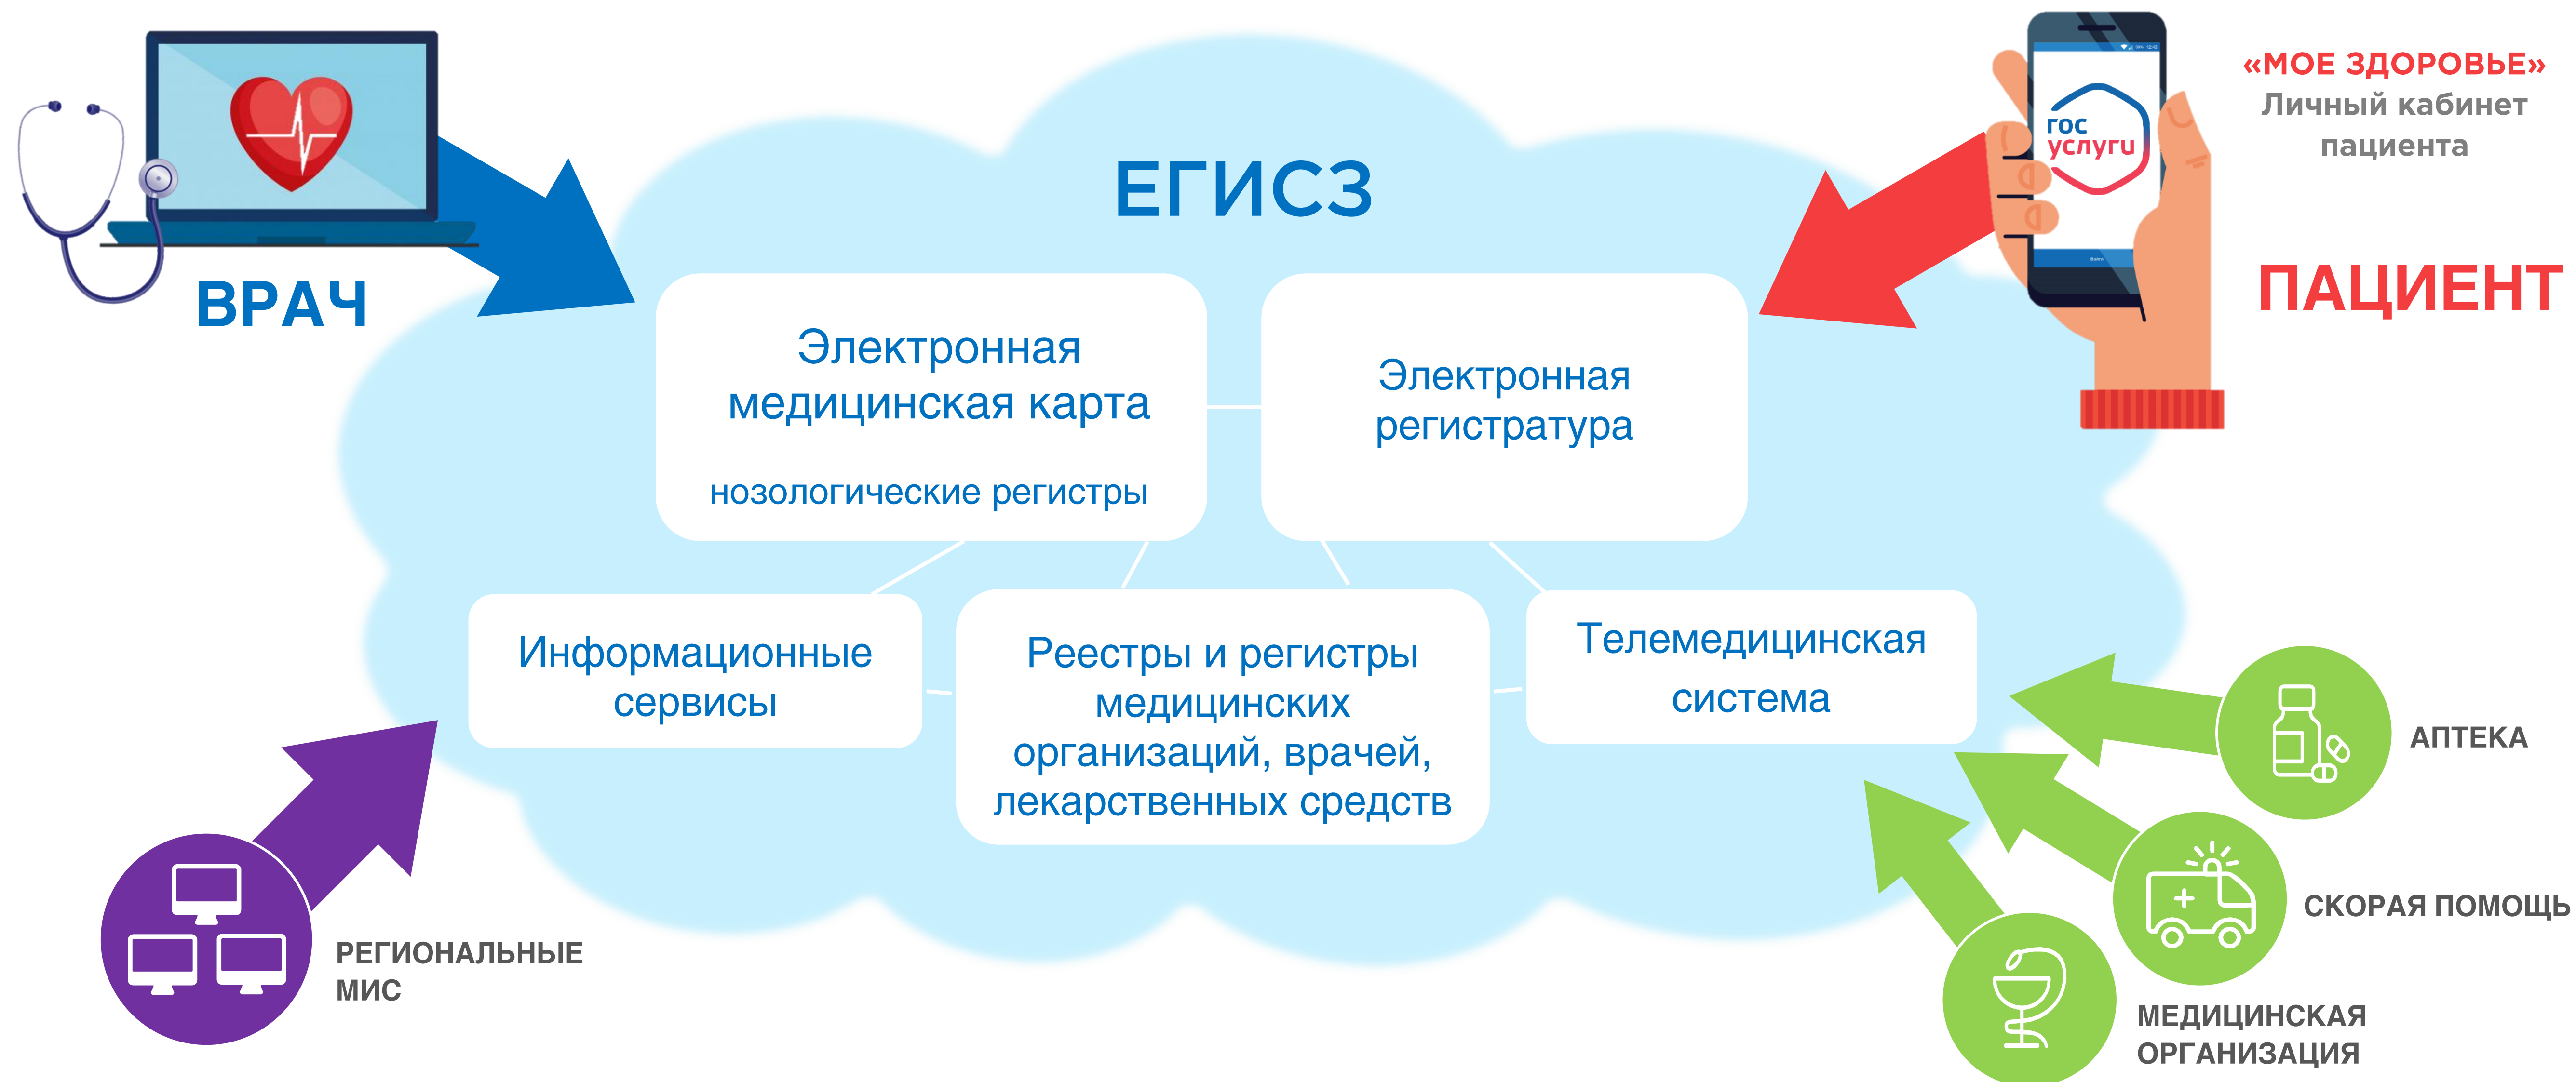 «МОЕ ЗДОРОВЬЕ»
Личный кабинет
пациента
гос
услуги
Войти
ЕГИСЗ
ВРАЧ
ПАЦИЕНТ
Электронная
медицинская карта
нозологические регистры
Электронная
регистратура
Информационные
сервисы
Реестры и регистры
медицинских
организаций, врачей,
лекарственных средств
Телемедицинская
система
АПТЕКА
СКОРАЯ ПОМОЩЬ
РЕГИОНАЛЬНЫЕ
МИС
МЕДИЦИНСКАЯ
ОРГАНИЗАЦИЯ